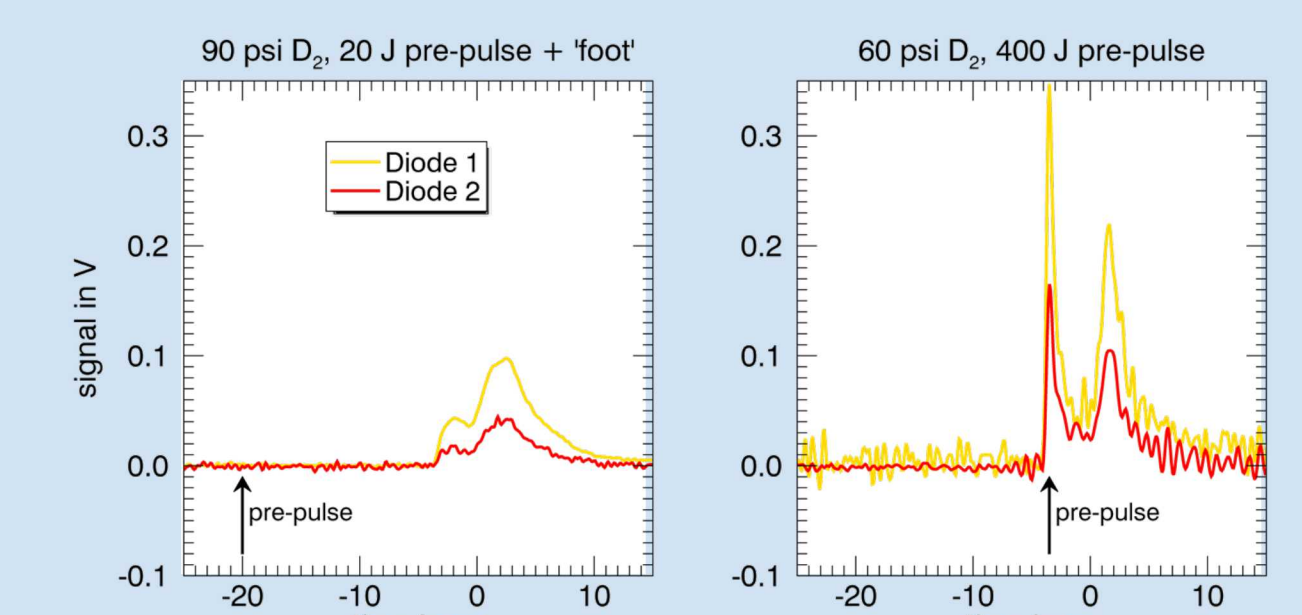 90 psi D₂, 20 J pre-pulse + 'foot'
0.3
0.2
0.1
0.0
-0.1
signal in V
Diode 1
Diode 2
pre-pulse
-20 -10 0 10
60 psi D₂, 400 J pre-pulse
0.3
0.2
0.1
0.0
-0.1
pre-pulse
-20 -10 0 10